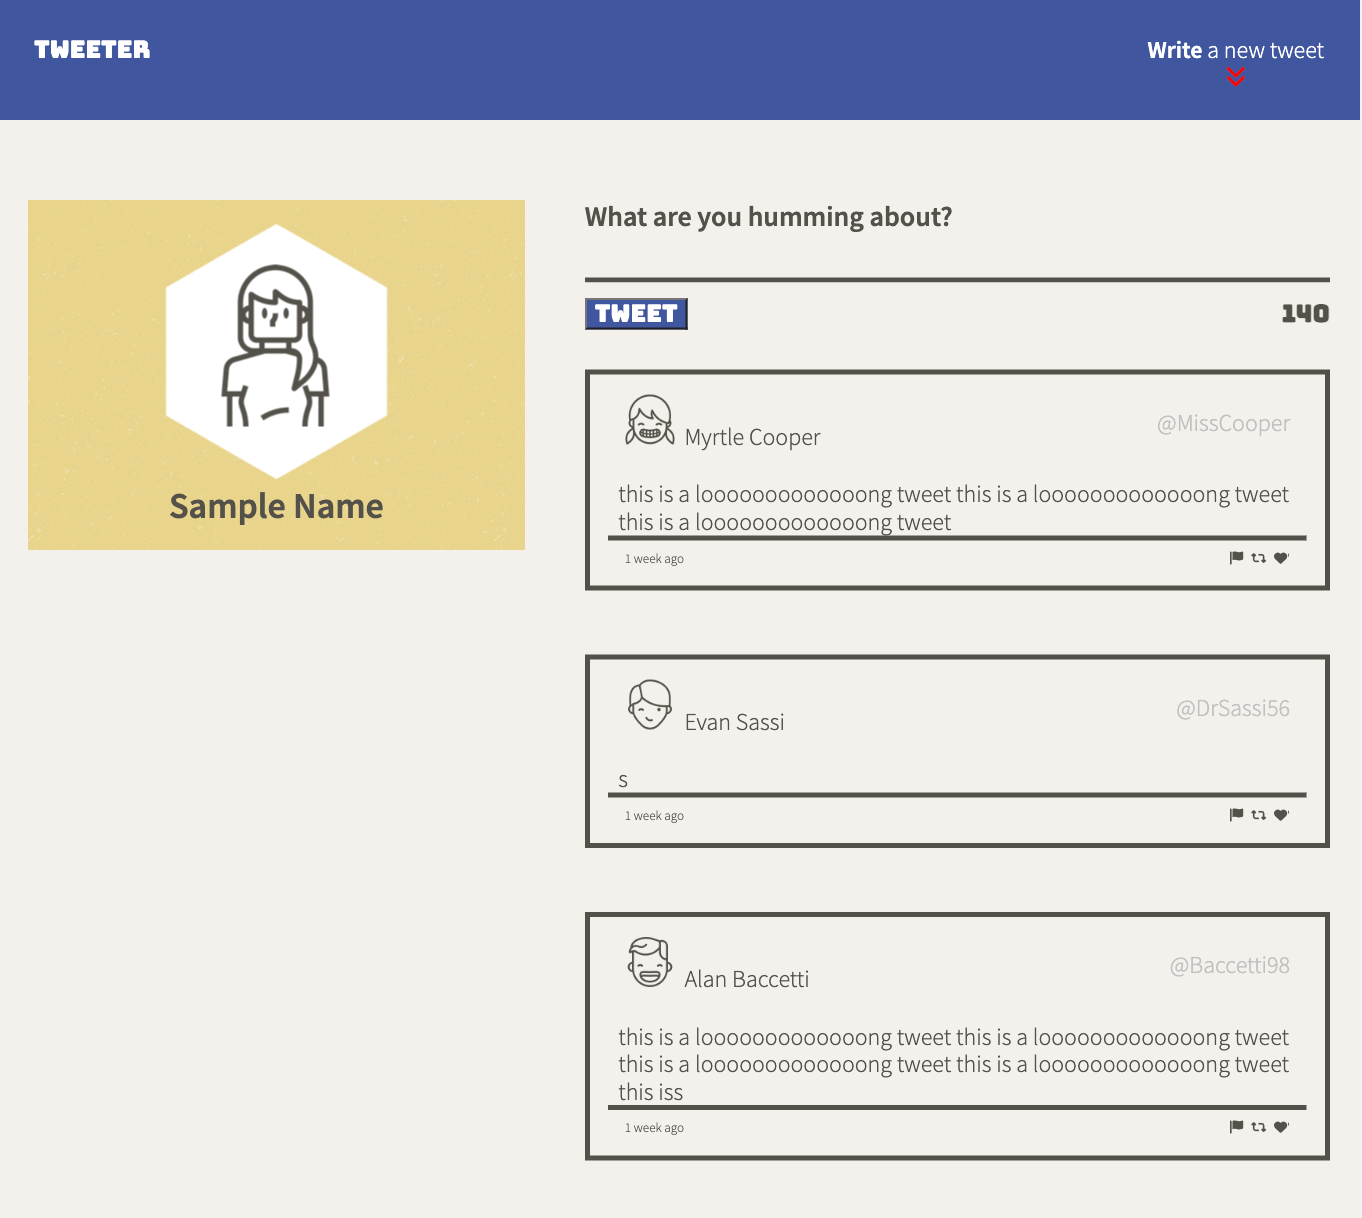 TWEETER
Write a new tweet
Sample Name
What are you humming about?
TWEET
140
Myrtle Cooper
@MissCooper
this is a looooooooooooong tweet this is a looooooooooooong tweet
this is a looooooooooooong tweet
1 week ago
Evan Sassi
@DrSassi56
s
1 week ago
Alan Baccetti
@Baccetti98
this is a looooooooooooong tweet this is a looooooooooooong tweet
this is a looooooooooooong tweet this is a looooooooooooong tweet
this iss
1 week ago